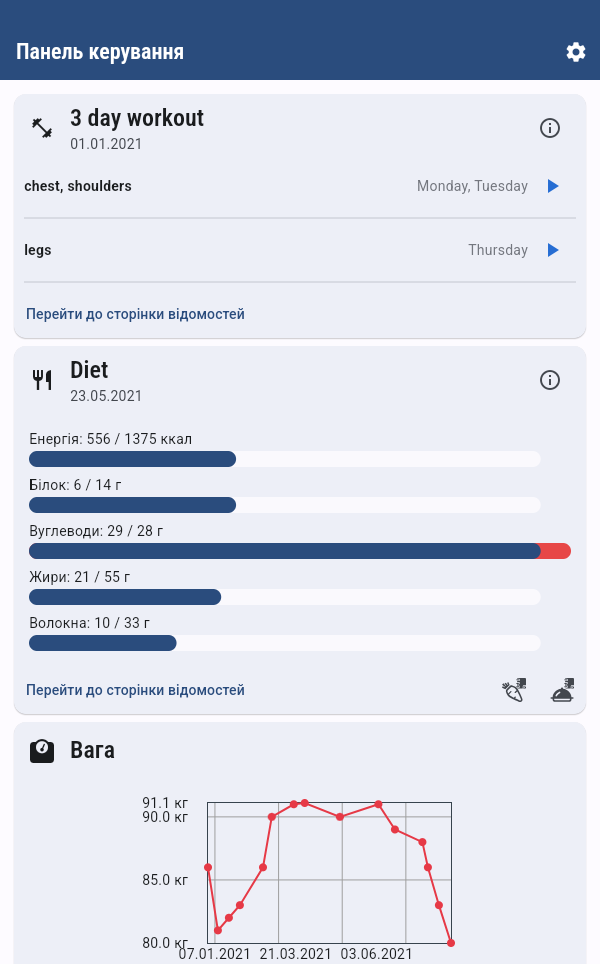 Панель керування
3 day workout
01.01.2021
chest, shoulders Monday, Tuesday
legs Thursday
Перейти до сторінки відомостей
Diet
23.05.2021
Енергія: 556 / 1375 ккал
Білок: 6 / 14 г
Вуглеводи: 29 / 28 г
Жири: 21 / 55 г
Волокна: 10 / 33 г
Перейти до сторінки відомостей
Вага
91.1 кг
90.0 кг
85.0 кг
80.0 кг
07.01.2021 21.03.2021 03.06.2021